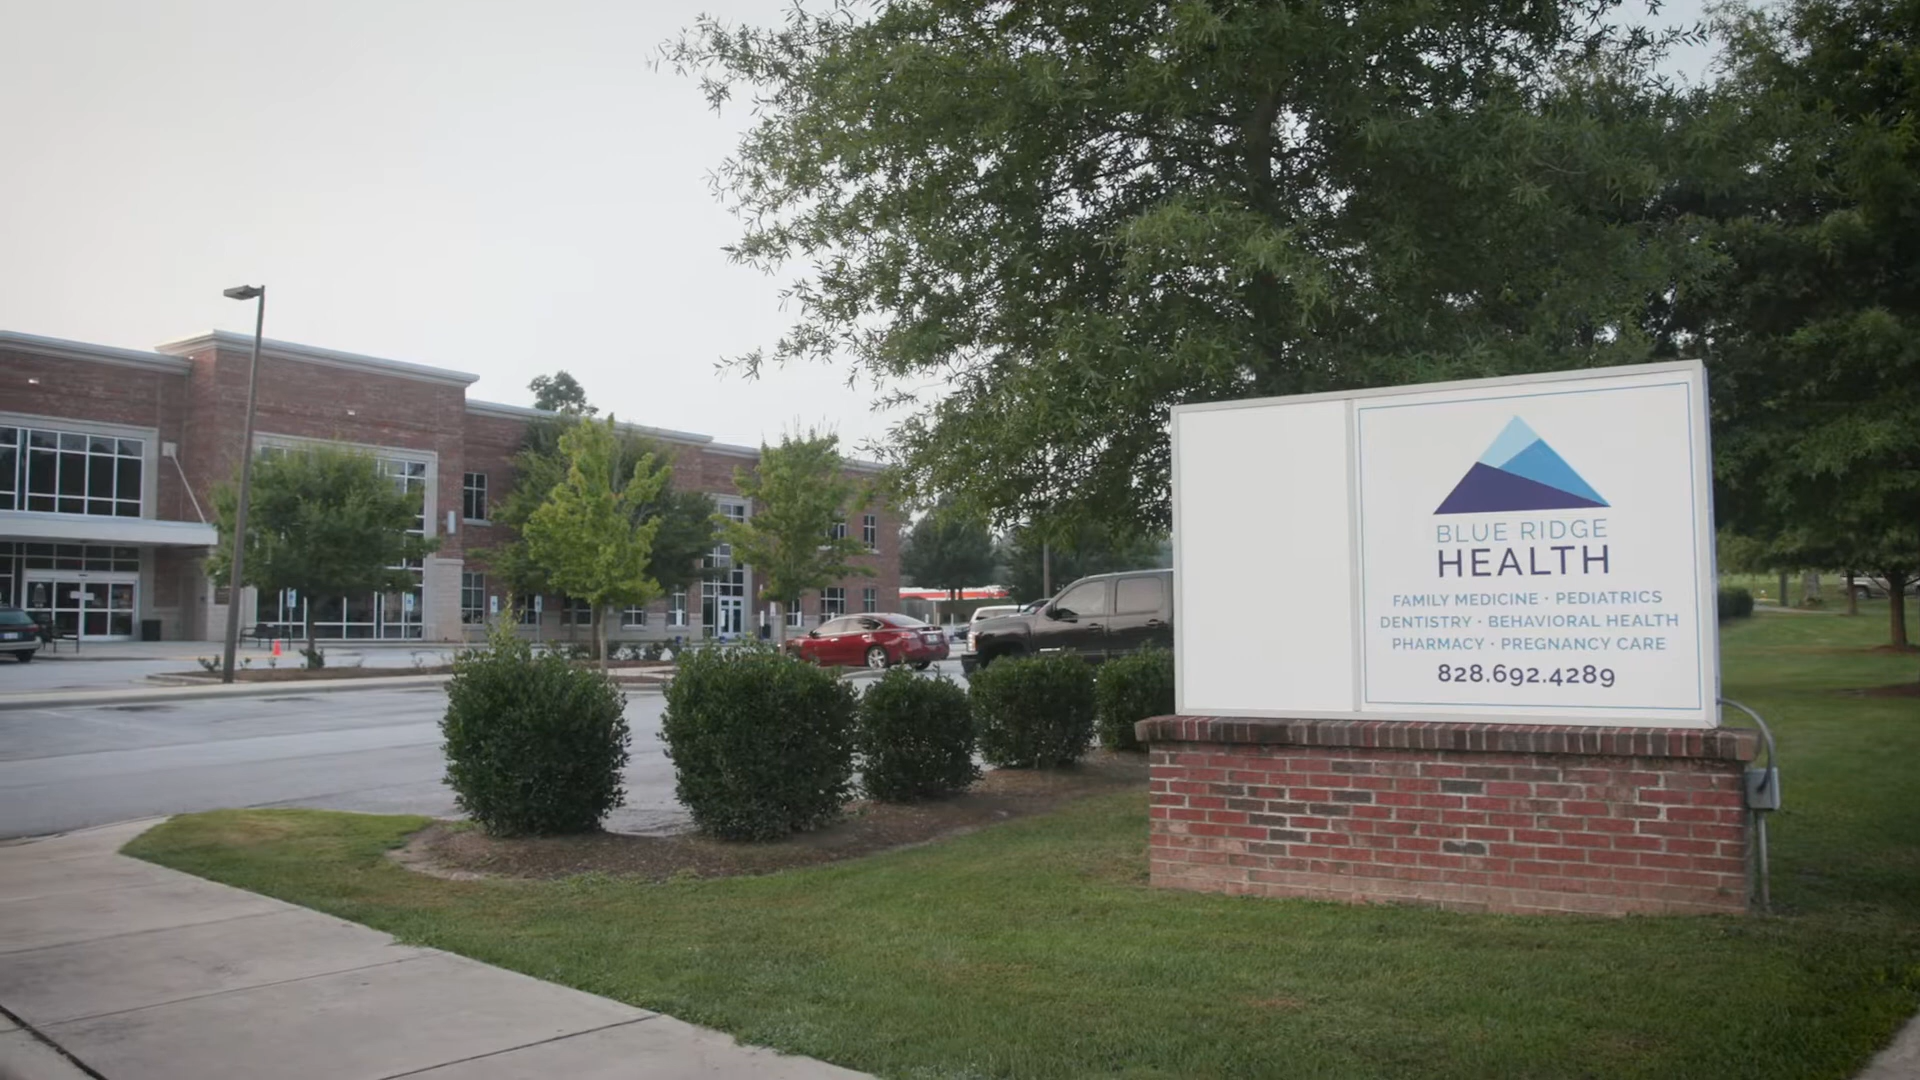 BLUE RIDGE
HEALTH
FAMILY MEDICINE · PEDIATRICS
DENTISTRY · BEHAVIORAL HEALTH
PHARMACY · PREGNANCY CARE
828.692.4289